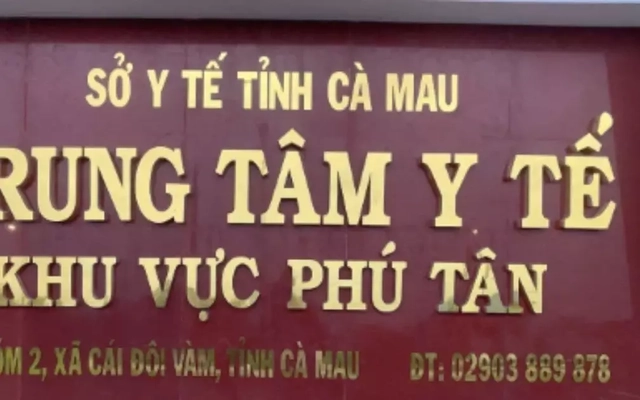 SỞ Y TẾ TỈNH CÀ MAU
RUNG TÂM Y TẾ
KHU VỰC PHÚ TÂN
ÓM 2, XÃ CÁI ĐÔI VÀM, TỈNH CÀ MAU ĐT: 02903 889 878